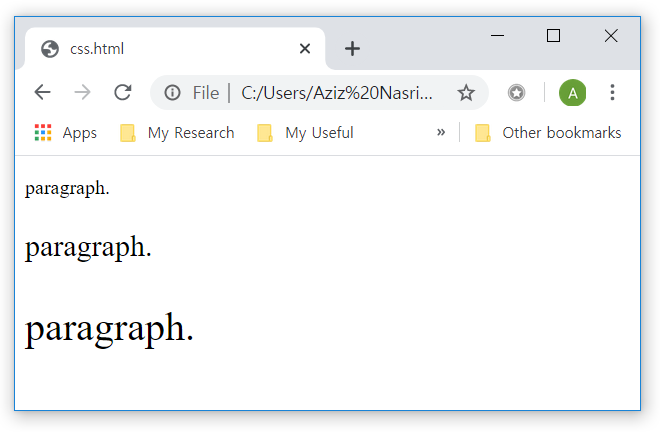 css.html
File | C:/Users/Aziz%20Nasri... A
Apps My Research My Useful » Other bookmarks
paragraph.
paragraph.
paragraph.